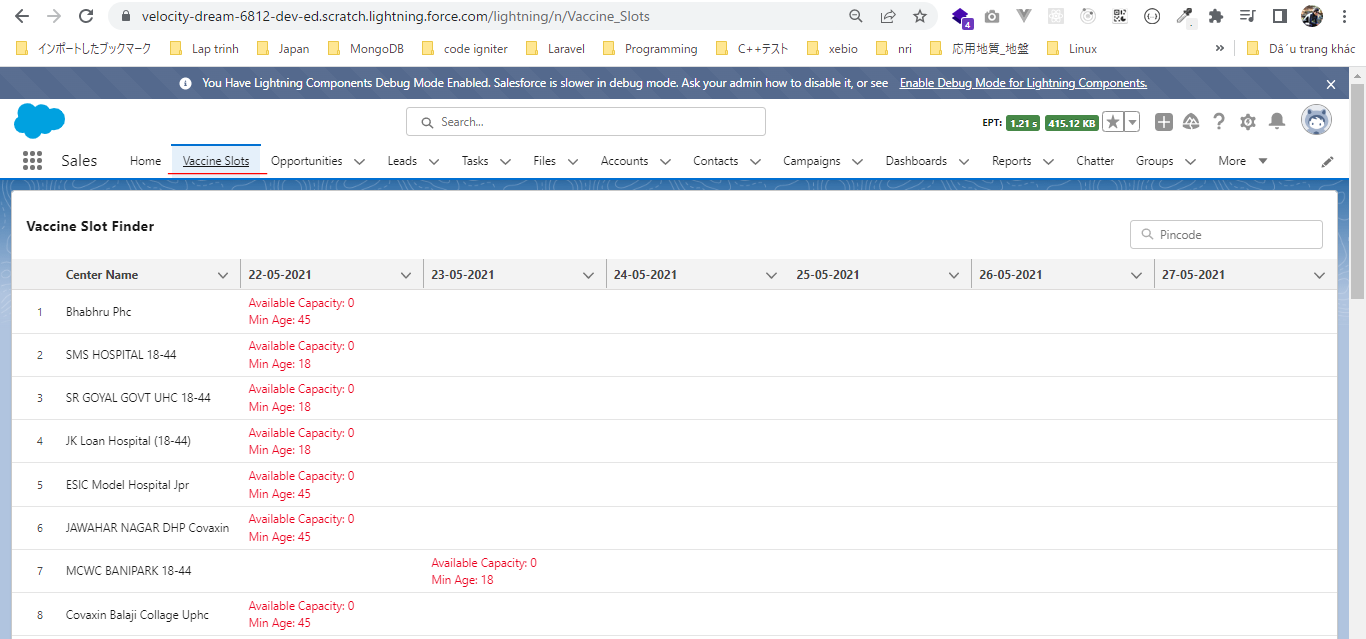 velocity-dream-6812-dev-ed.scratch.lightning.force.com/lightning/n/Vaccine_Slots
4
インポートしたブックマーク Lap trinh Japan MongoDB code igniter Laravel Programming C++テスト xebio nri 応用地質_地盤 Linux » Dấu trang khác
You Have Lightning Components Debug Mode Enabled. Salesforce is slower in debug mode. Ask your admin how to disable it, or see Enable Debug Mode for Lightning Components.
Search... EPT: 1.21 s 415.12 KB
Sales Home Vaccine Slots Opportunities Leads Tasks Files Accounts Contacts Campaigns Dashboards Reports Chatter Groups More
Vaccine Slot Finder
Pincode
Center Name 22-05-2021 23-05-2021 24-05-2021 25-05-2021 26-05-2021 27-05-2021
1 Bhabhru Phc Available Capacity: 0
Min Age: 45
2 SMS HOSPITAL 18-44 Available Capacity: 0
Min Age: 18
3 SR GOYAL GOVT UHC 18-44 Available Capacity: 0
Min Age: 18
4 JK Loan Hospital (18-44) Available Capacity: 0
Min Age: 18
5 ESIC Model Hospital Jpr Available Capacity: 0
Min Age: 45
6 JAWAHAR NAGAR DHP Covaxin Available Capacity: 0
Min Age: 45
7 MCWC BANIPARK 18-44 Available Capacity: 0
Min Age: 18
8 Covaxin Balaji Collage Uphc Available Capacity: 0
Min Age: 45